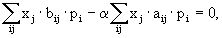 ∑ij xj · bij · pi − α ∑ij xj · aij · pi = 0,